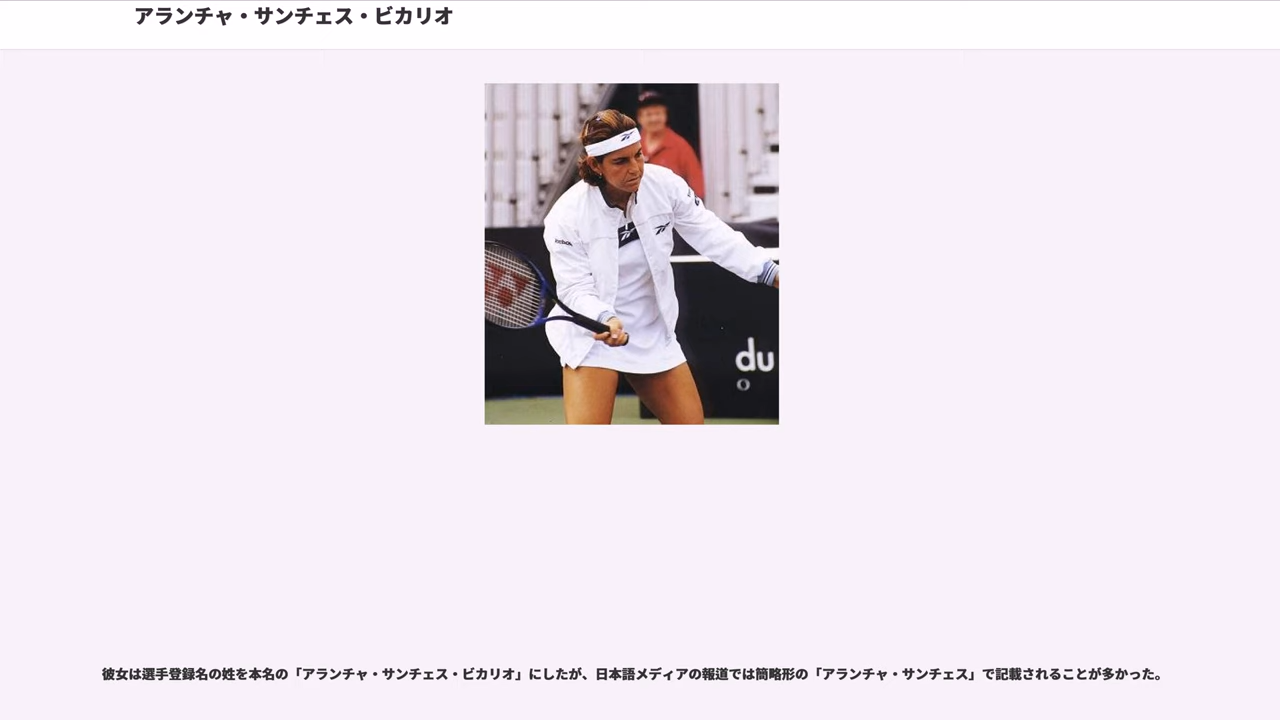 アランチャ・サンチェス・ビカリオ
du
彼女は選手登録名の姓を本名の「アランチャ・サンチェス・ビカリオ」にしたが、日本語メディアの報道では簡略形の「アランチャ・サンチェス」で記載されることが多かった。